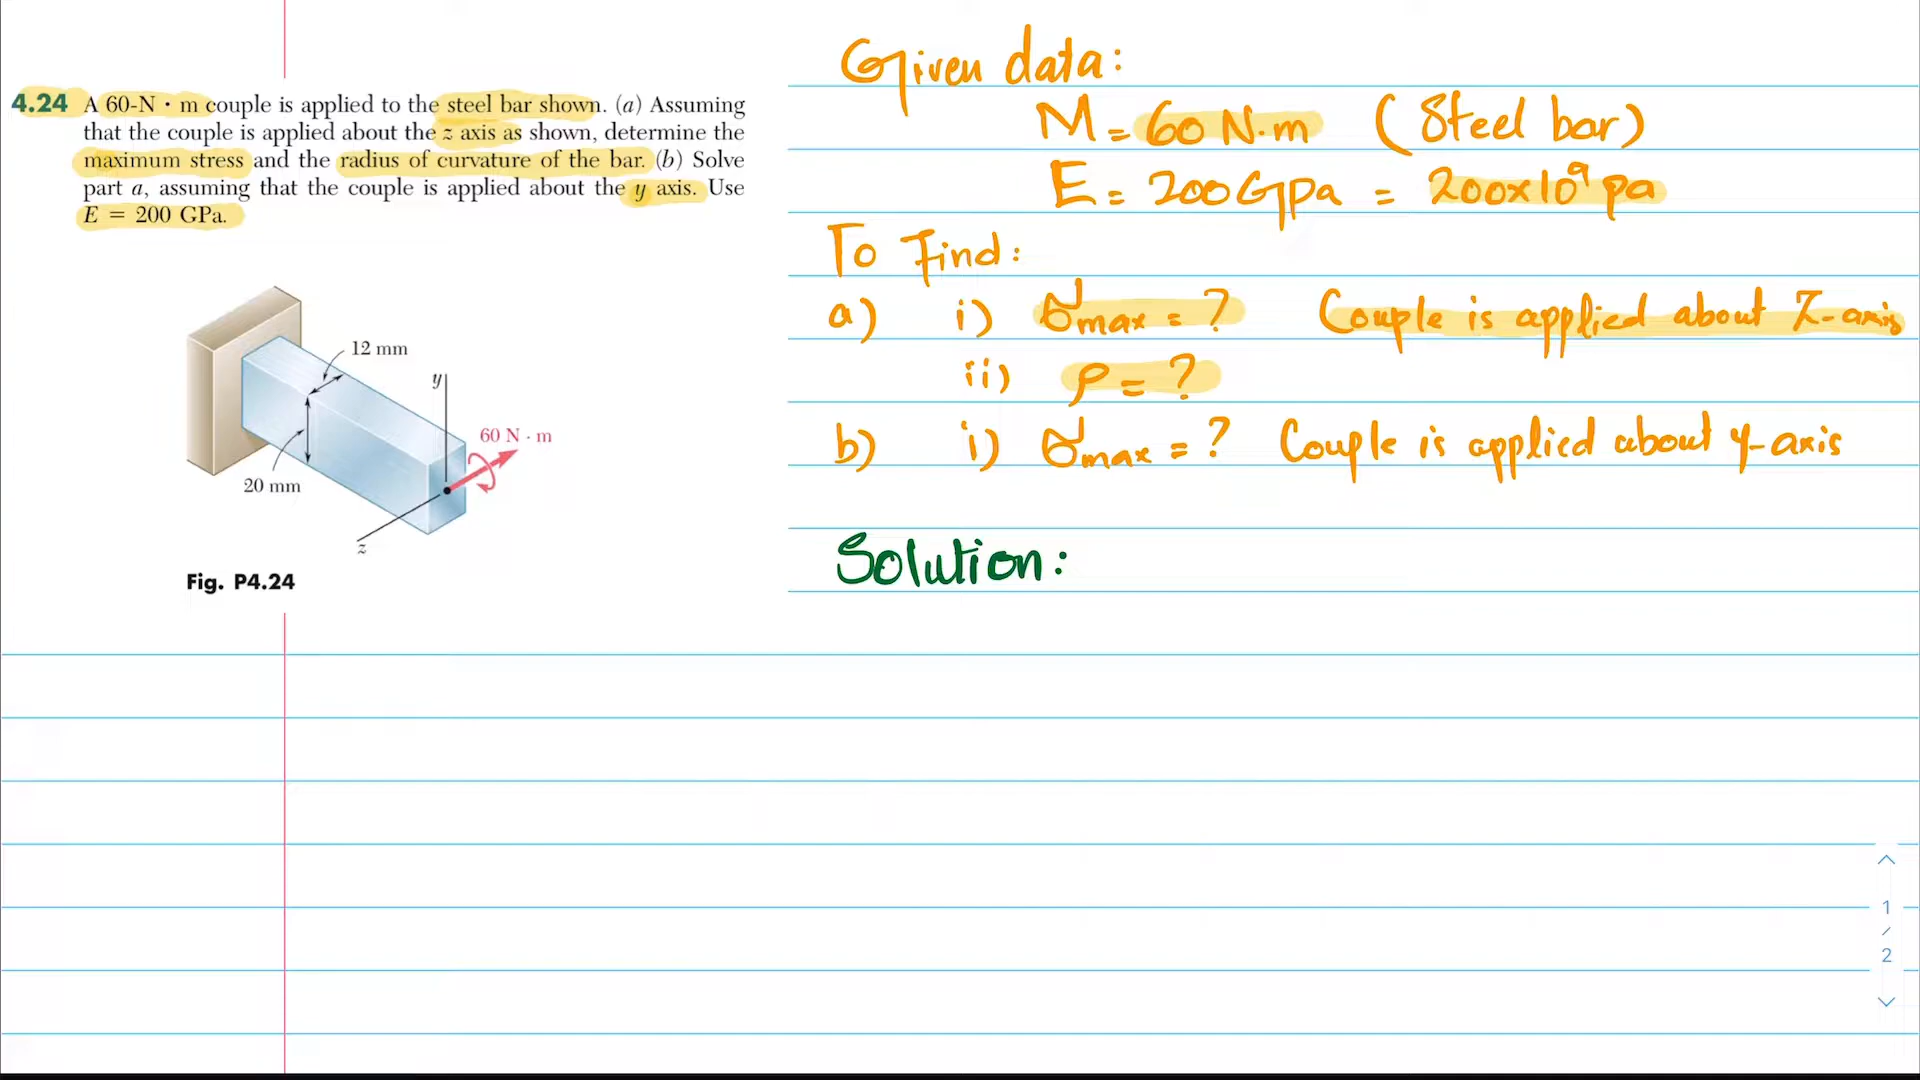 4.24 A 60-N · m couple is applied to the steel bar shown. (a) Assuming
that the couple is applied about the z axis as shown, determine the
maximum stress and the radius of curvature of the bar. (b) Solve
part a, assuming that the couple is applied about the y axis. Use
E = 200 GPa.
12 mm
y
60 N · m
20 mm
z
Fig. P4.24
Given data:
M = 60 N·m (Steel bar)
E = 200 GPa = 200x10⁹ pa
To Find:
a) i) σmax = ? Couple is applied about Z-axis
ii) ρ = ?
b) i) σmax = ? Couple is applied about y-axis
Solution:
1
/
2